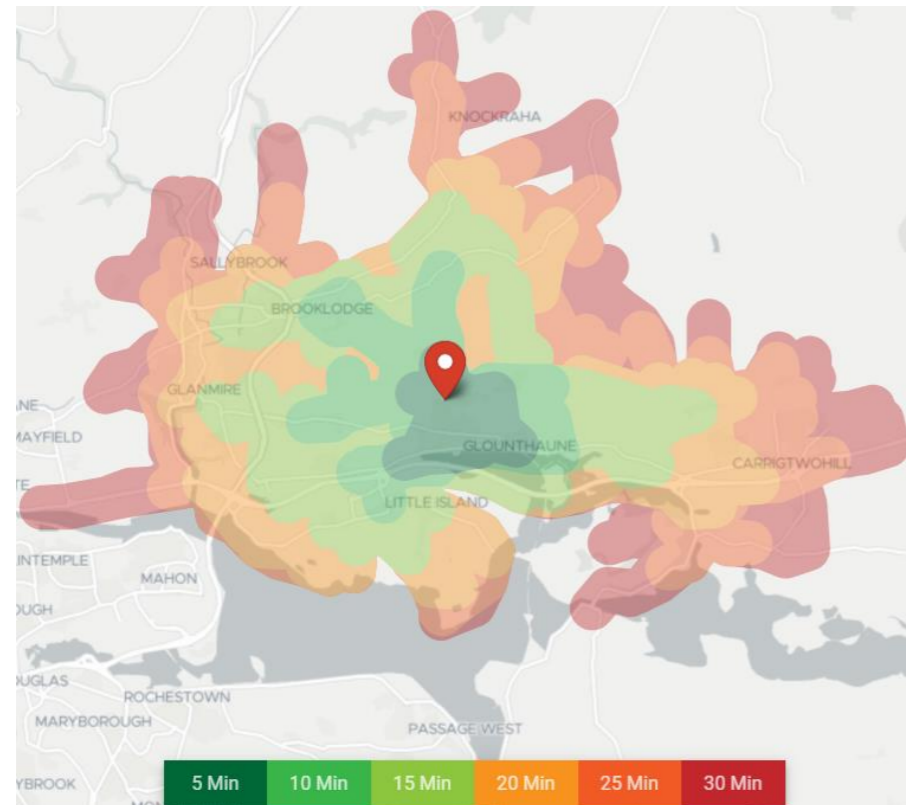 KNOCKRAHA
SALLYBROOK
BROOKLODGE
GLANMIRE
MAYFIELD
GLOUNTHAUNE
CARRIGTWOHILL
LITTLE ISLAND
MAHON
ROCHESTOWN
MARYBOROUGH
PASSAGE WEST
5 Min 10 Min 15 Min 20 Min 25 Min 30 Min